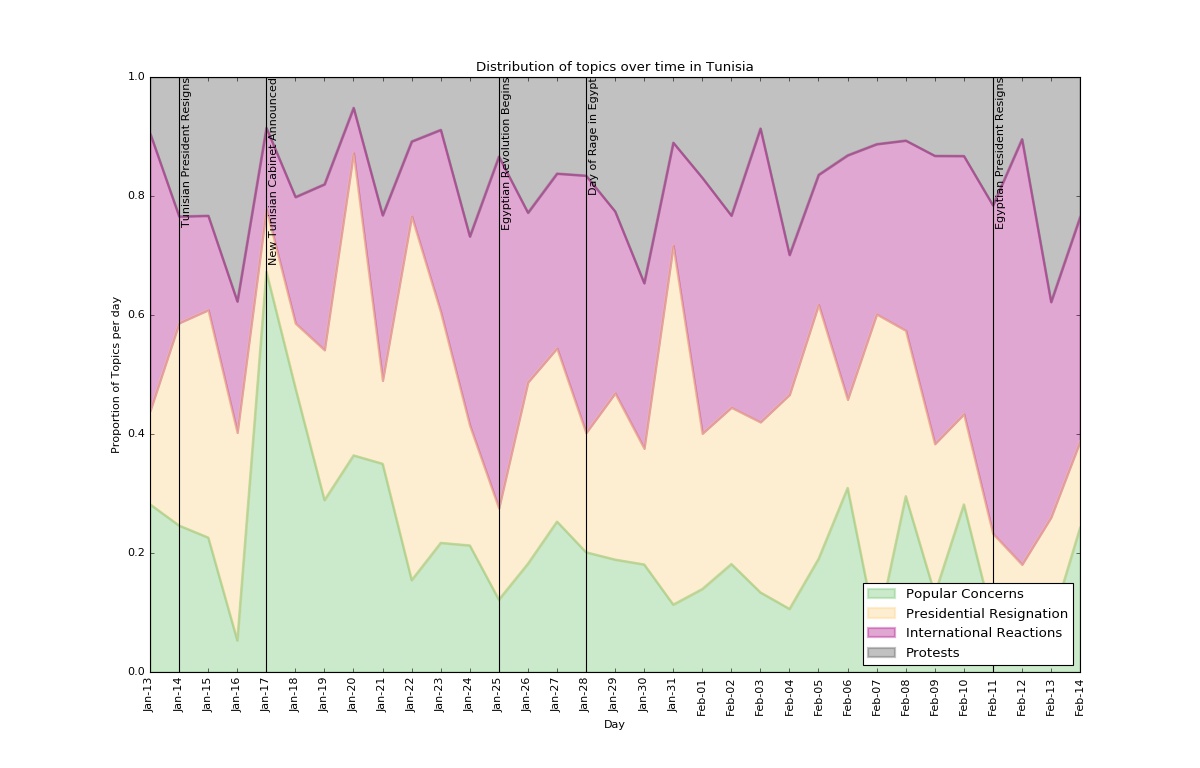 Distribution of topics over time in Tunisia
Proportion of Topics per day
1.0
0.8
0.6
0.4
0.2
0.0
Tunisian President Resigns
New Tunisian Cabinet Announced
Egyptian Revolution Begins
Day of Rage in Egypt
Egyptian President Resigns
Popular Concerns
Presidential Resignation
International Reactions
Protests
Jan-13
Jan-14
Jan-15
Jan-16
Jan-17
Jan-18
Jan-19
Jan-20
Jan-21
Jan-22
Jan-23
Jan-24
Jan-25
Jan-26
Jan-27
Jan-28
Jan-29
Jan-30
Jan-31
Feb-01
Feb-02
Feb-03
Feb-04
Feb-05
Feb-06
Feb-07
Feb-08
Feb-09
Feb-10
Feb-11
Feb-12
Feb-13
Feb-14
Day